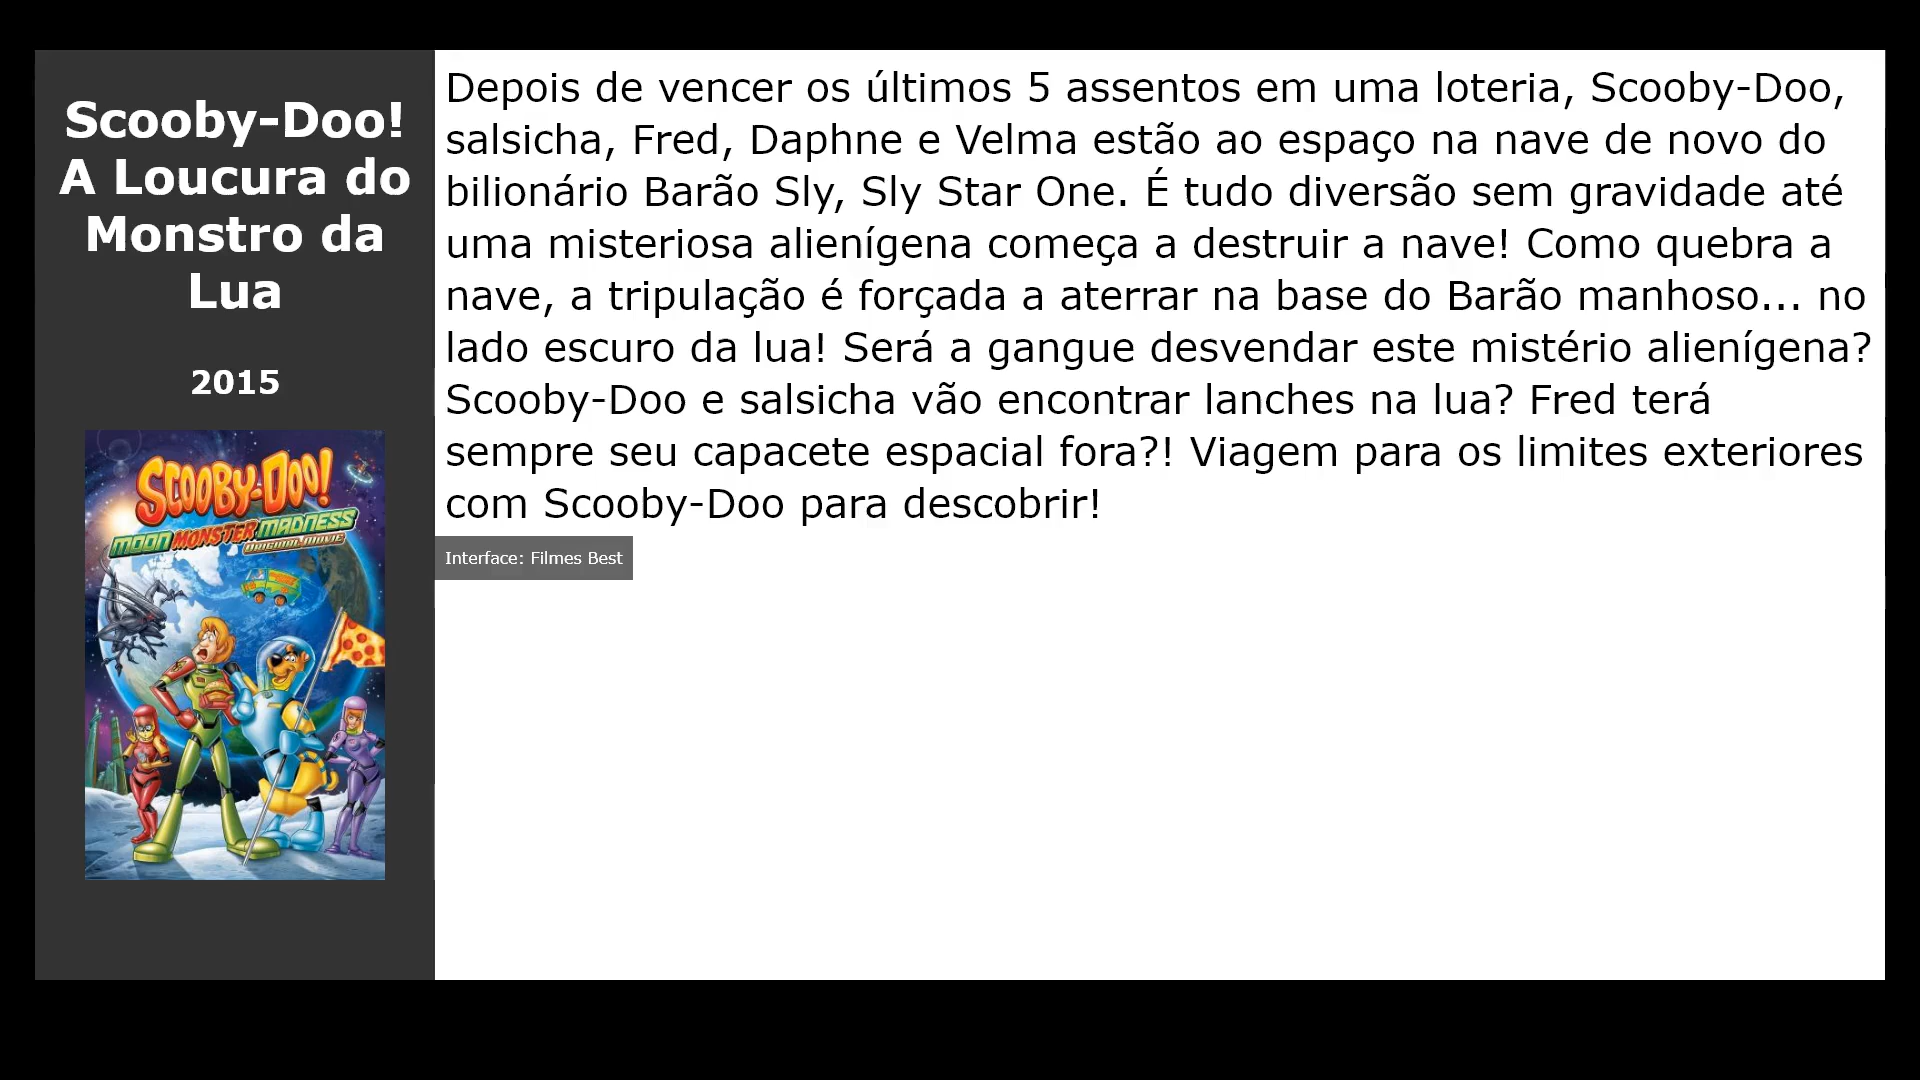 Scooby-Doo!
A Loucura do
Monstro da
Lua
2015
SCOOBY-DOO!
MOON MONSTER MADNESS
ORIGINAL MOVIE
Depois de vencer os últimos 5 assentos em uma loteria, Scooby-Doo,
salsicha, Fred, Daphne e Velma estão ao espaço na nave de novo do
bilionário Barão Sly, Sly Star One. É tudo diversão sem gravidade até
uma misteriosa alienígena começa a destruir a nave! Como quebra a
nave, a tripulação é forçada a aterrar na base do Barão manhoso... no
lado escuro da lua! Será a gangue desvendar este mistério alienígena?
Scooby-Doo e salsicha vão encontrar lanches na lua? Fred terá
sempre seu capacete espacial fora?! Viagem para os limites exteriores
com Scooby-Doo para descobrir!
Interface: Filmes Best